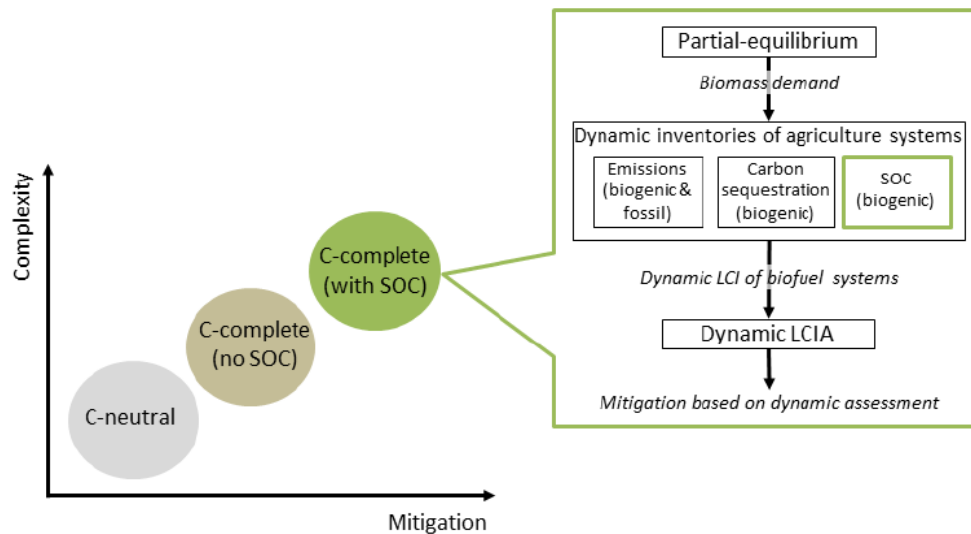 Complexity
Mitigation
C-neutral
C-complete
(no SOC)
C-complete
(with SOC)
Partial-equilibrium
Biomass demand
Dynamic inventories of agriculture systems
Emissions
(biogenic &
fossil)
Carbon
sequestration
(biogenic)
SOC
(biogenic)
Dynamic LCI of biofuel systems
Dynamic LCIA
Mitigation based on dynamic assessment